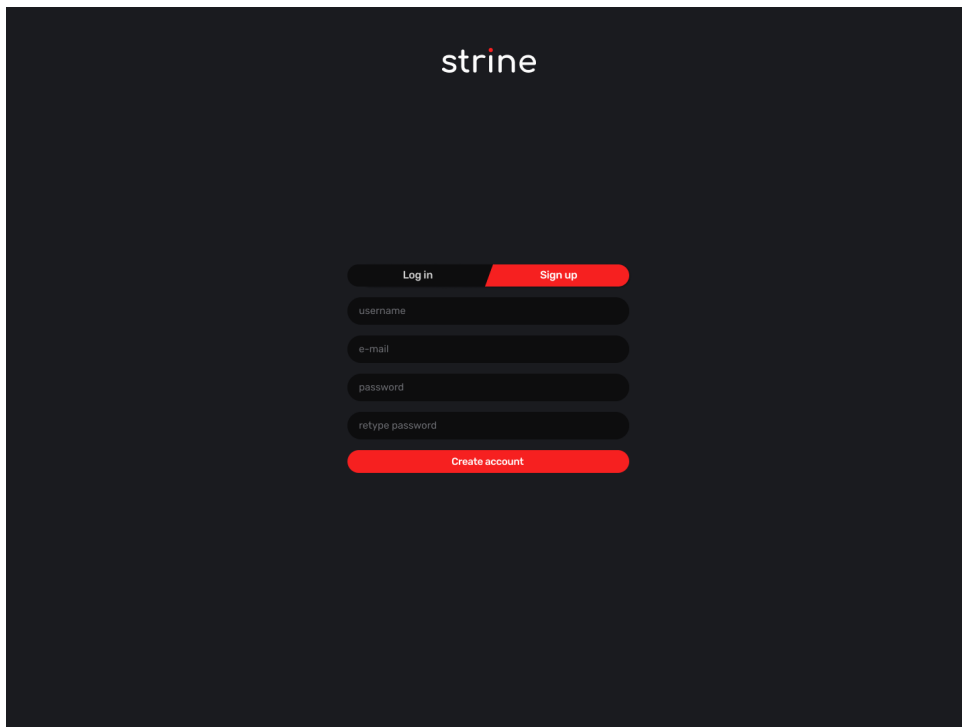 strine
Log in Sign up
username
e-mail
password
retype password
Create account